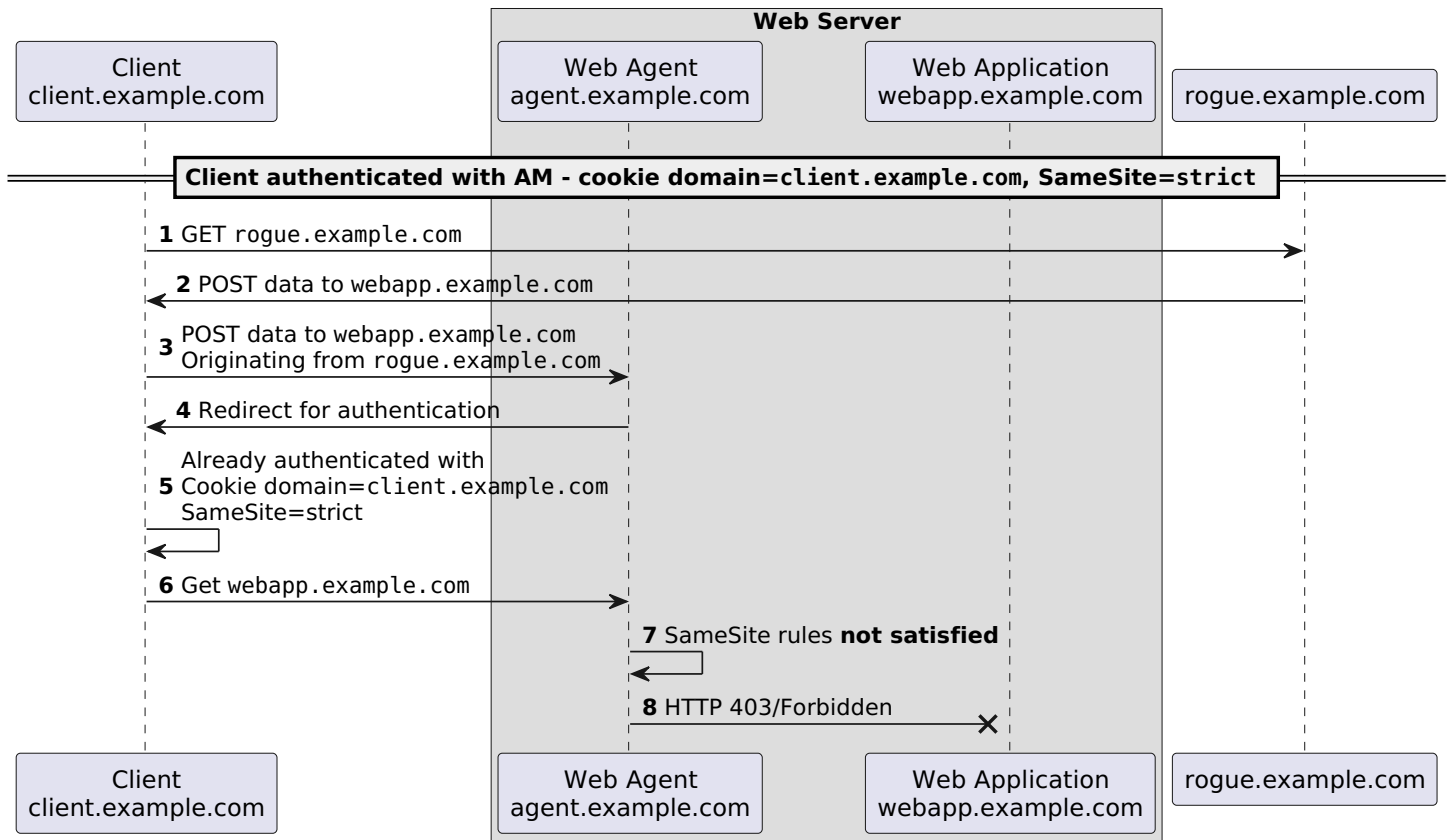 Web Server
Client
client.example.com
Web Agent
agent.example.com
Web Application
webapp.example.com
rogue.example.com
Client authenticated with AM - cookie domain=client.example.com, SameSite=strict
1 GET rogue.example.com
2 POST data to webapp.example.com
3 POST data to webapp.example.com
Originating from rogue.example.com
4 Redirect for authentication
Already authenticated with
5 Cookie domain=client.example.com
SameSite=strict
6 Get webapp.example.com
7 SameSite rules not satisfied
8 HTTP 403/Forbidden
Client
client.example.com
Web Agent
agent.example.com
Web Application
webapp.example.com
rogue.example.com